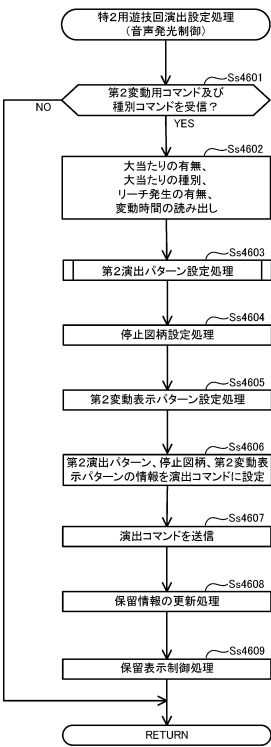 特2用遊技回演出設定処理
(音声発光制御)
Ss4601
第2変動用コマンド及び
種別コマンドを受信？
NO
YES
Ss4602
大当たりの有無、
大当たりの種別、
リーチ発生の有無、
変動時間の読み出し
Ss4603
第2演出パターン設定処理
Ss4604
停止図柄設定処理
Ss4605
第2変動表示パターン設定処理
Ss4606
第2演出パターン、停止図柄、第2変動表
示パターンの情報を演出コマンドに設定
Ss4607
演出コマンドを送信
Ss4608
保留情報の更新処理
Ss4609
保留表示制御処理
RETURN